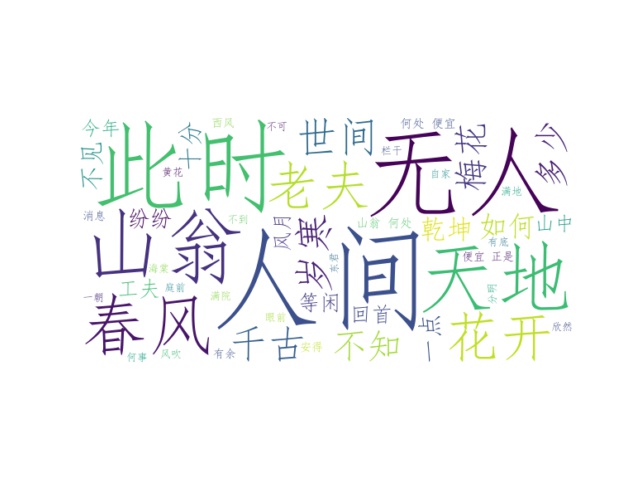 今年
不见
此时
十分
西风
不可
世间
何处 便宜
栏干
无人
梅花
多少
黄花
老夫
自家
满地
消息
纷纷
不到
风月
岁寒
山翁 何处
乾坤
如何
山中
有底
山翁
人间
天地
便宜 正是
海棠
东君
一朝
工夫
庭前
满院
等闲
回首
分明
春风
眼前
一点
花开
欣然
千古
不知
安得
何事
风吹
有余